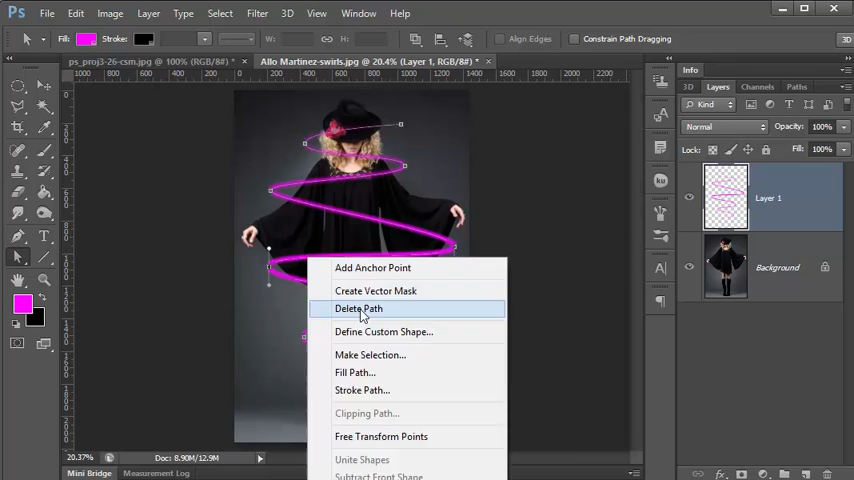 Ps File Edit Image Layer Type Select Filter 3D View Window Help
Fill: Stroke: W: H: Align Edges Constrain Path Dragging 3D
ps_proj3-26-csm.jpg @ 100% (RGB/8#) * × Allo Martinez-swirls.jpg @ 20.4% (Layer 1, RGB/8#) * ×
1000 800 600 400 200 0 200 400 600 800 1000 1200 1400 1600 1800 2000 2200
Info
3D Layers Channels Paths
Kind
Normal Opacity: 100%
Lock: Fill: 100%
Layer 1
Background
ku
Add Anchor Point
Create Vector Mask
Delete Path
Define Custom Shape...
Make Selection...
Fill Path...
Stroke Path...
Clipping Path...
Free Transform Points
Unite Shapes
Subtract Front Shape
20.37% Doc: 8.90M/12.9M
Mini Bridge Measurement Log